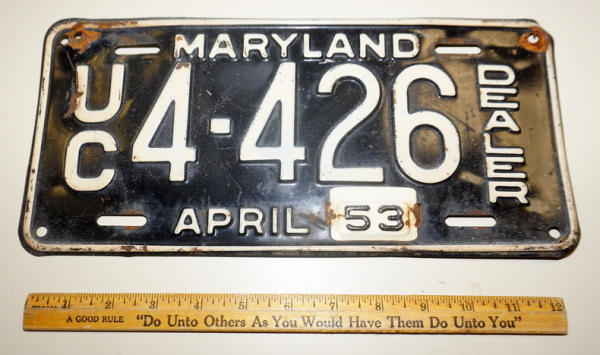 MARYLAND
UC 4-426 DEALER
APRIL 53
1 2 3 4 5 6 7 8 9 10 11 12
A GOOD RULE "Do Unto Others As You Would Have Them Do Unto You"